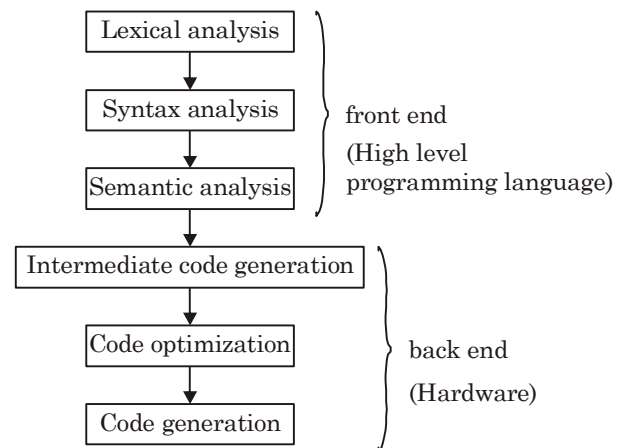 Lexical analysis
Syntax analysis
Semantic analysis
front end
(High level
programming language)
Intermediate code generation
Code optimization
Code generation
back end
(Hardware)